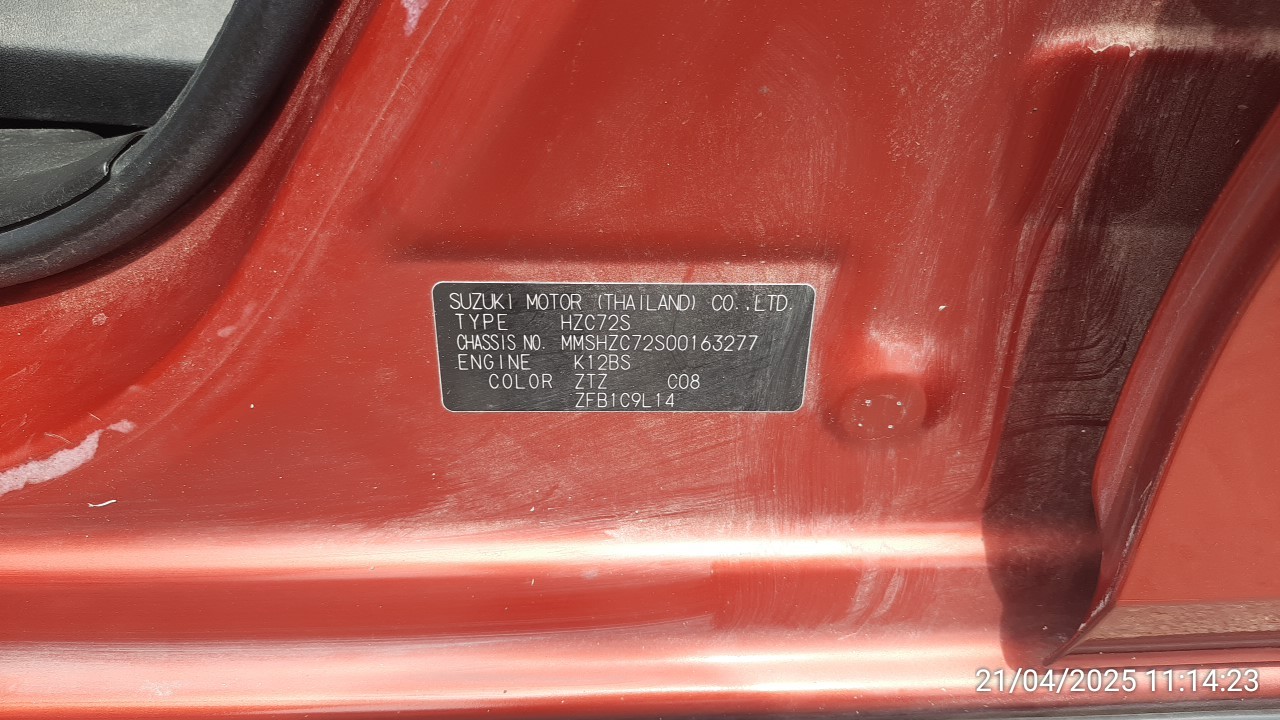 SUZUKI MOTOR (THAILAND) CO.,LTD.
TYPE HZC72S
CHASSIS NO. MMSHZC72S00163277
ENGINE K12BS
COLOR ZTZ C08
ZFB1C9L14
21/04/2025 11:14:23